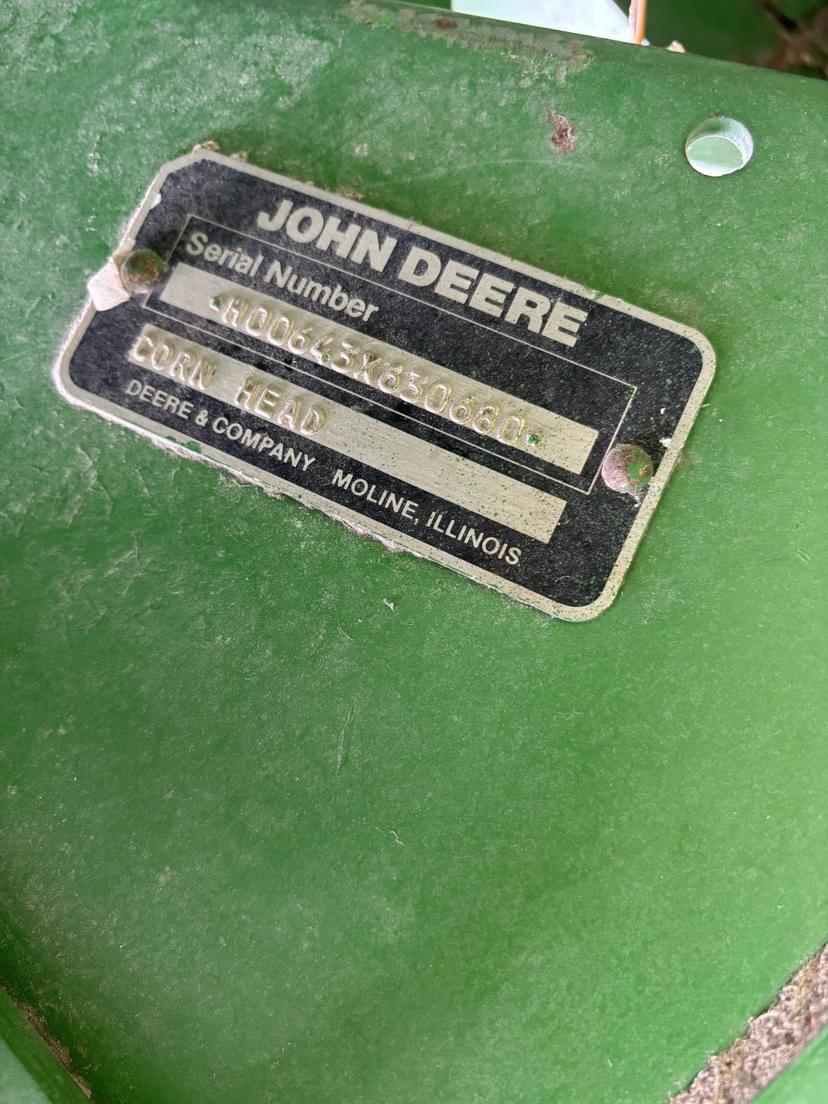 JOHN DEERE
Serial Number
H00643X630680
CORN HEAD
DEERE & COMPANY MOLINE, ILLINOIS